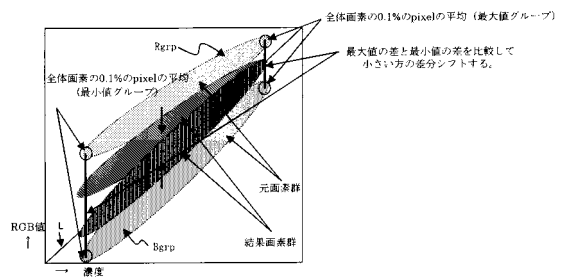 全体画素の0.1%のpixelの平均（最大値グループ）
Rgrp
最大値の差と最小値の差を比較して
小さい方の差分シフトする。
全体画素の0.1%のpixelの平均
（最小値グループ）
元画素群
L
RGB値
↑
結果画素群
Bgrp
→ 濃度